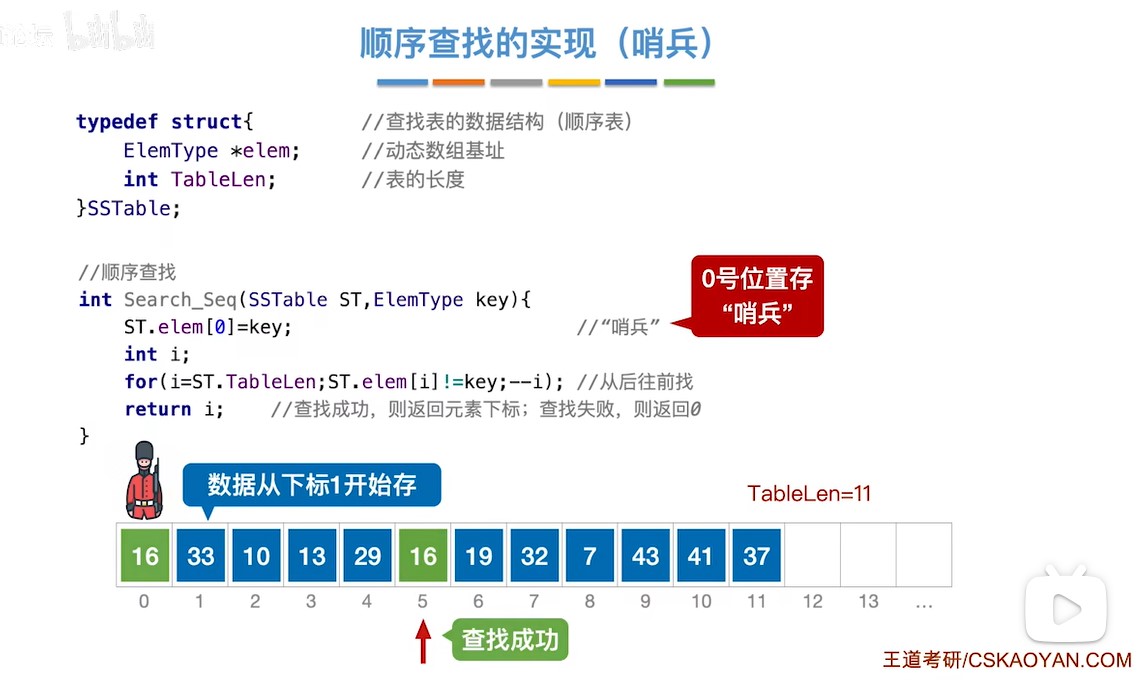 bilibili
顺序查找的实现（哨兵）
typedef struct{ //查找表的数据结构（顺序表）
ElemType *elem; //动态数组基址
int TableLen; //表的长度
}SSTable;
//顺序查找
int Search_Seq(SSTable ST,ElemType key){
ST.elem[0]=key; //“哨兵”
int i;
for(i=ST.TableLen;ST.elem[i]!=key;--i); //从后往前找
return i; //查找成功，则返回元素下标；查找失败，则返回0
}
0号位置存
“哨兵”
数据从下标1开始存
TableLen=11
16 33 10 13 29 16 19 32 7 43 41 37
0 1 2 3 4 5 6 7 8 9 10 11 12 13 ...
查找成功
王道考研/CSKAOYAN.COM